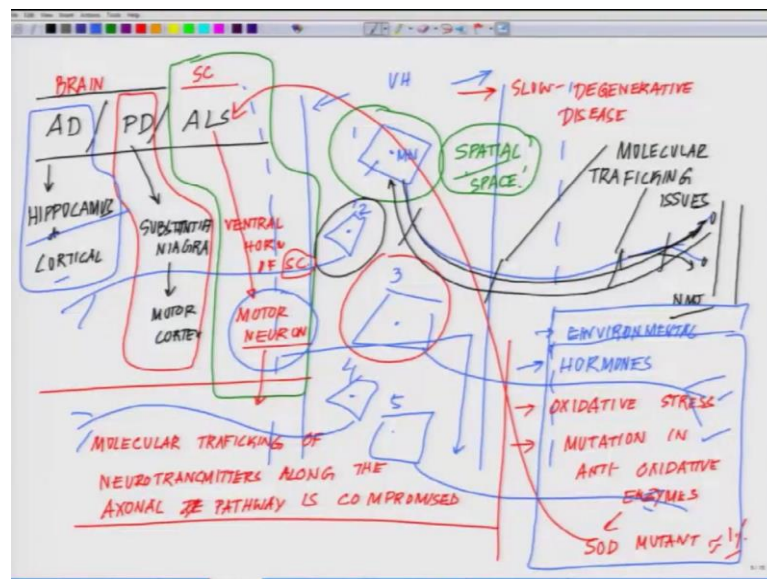 BRAIN
AD / PD /
SC
ALS
HIPPOCAMUS
+
CORTICAL
SUBSTANTIA
NIAGRA
MOTOR
CORTEX
VENTRAL
HORN
OF SC
MOTOR
NEURON
MOLECULAR TRAFICKING OF
NEUROTRANSMITTERS ALONG THE
AXONAL PATHWAY IS COMPROMISED
VH
MN
SPATIAL
SPACE!
2
3
4
5
SLOW-DEGENERATIVE
DISEASE
MOLECULAR
TRAFICKING
ISSUES
NMJ
→ ENVIRONMENTAL
→ HORMONES
→ OXIDATIVE STRESS
→ MUTATION IN
ANTI OXIDATIVE
ENZYMES
SOD MUTANT